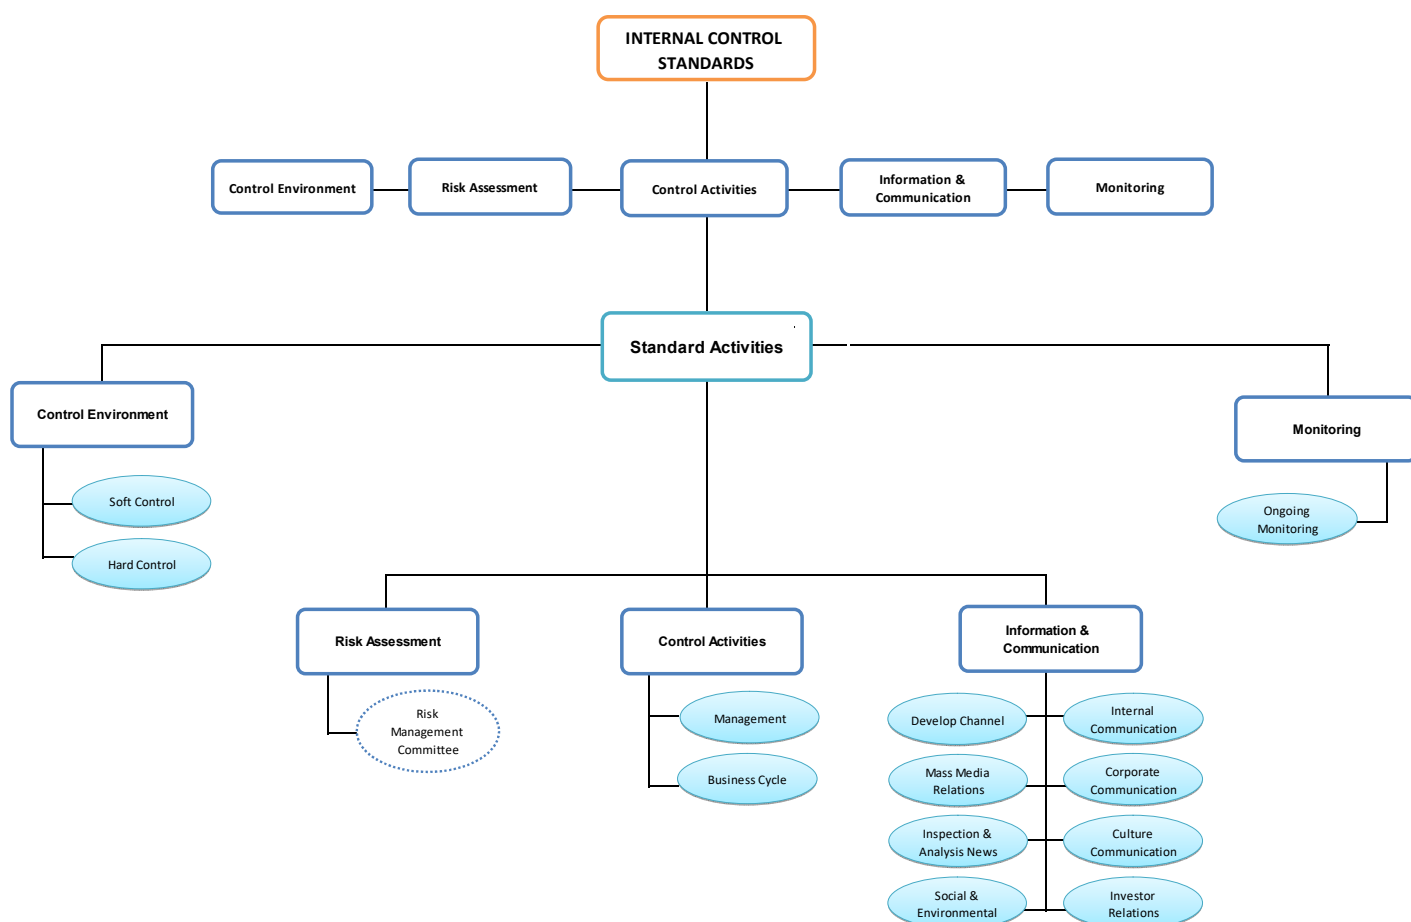 INTERNAL CONTROL
STANDARDS
Control Environment
Risk Assessment
Control Activities
Information &
Communication
Monitoring
Standard Activities
Control Environment
Soft Control
Hard Control
Monitoring
Ongoing
Monitoring
Risk Assessment
Risk
Management
Committee
Control Activities
Management
Business Cycle
Information &
Communication
Develop Channel
Internal
Communication
Mass Media
Relations
Corporate
Communication
Inspection &
Analysis News
Culture
Communication
Social &
Environmental
Investor
Relations